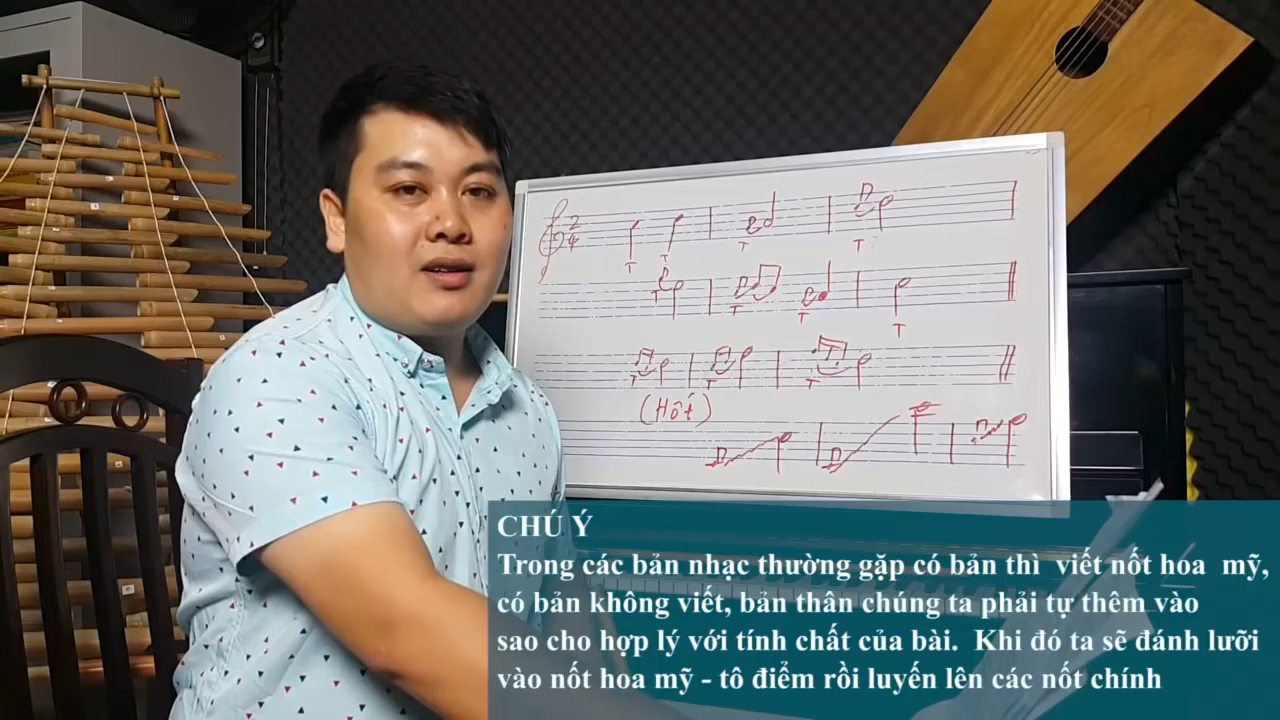 2
4
T T T T
T T T T
T T T
(Hốt)
CHÚ Ý
Trong các bản nhạc thường gặp có bản thì viết nốt hoa mỹ,
có bản không viết, bản thân chúng ta phải tự thêm vào
sao cho hợp lý với tính chất của bài. Khi đó ta sẽ đánh lưỡi
vào nốt hoa mỹ - tô điểm rồi luyến lên các nốt chính